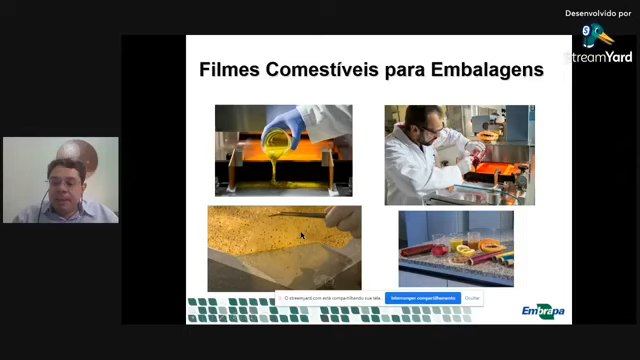 Desenvolvido por
StreamYard
Filmes Comestíveis para Embalagens
O streamyard.com está compartilhando sua tela
Interromper compartilhamento
Ocultar
Embrapa